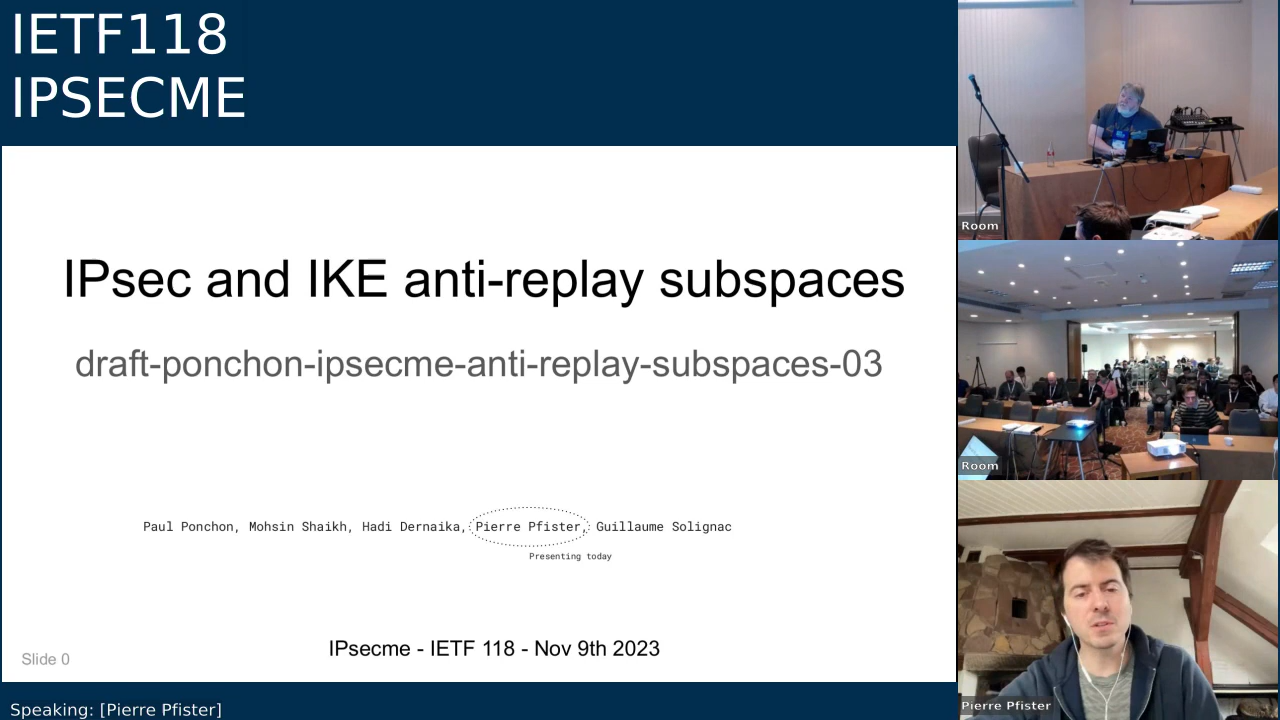 IETF118
IPSECME
IPsec and IKE anti-replay subspaces
draft-ponchon-ipsecme-anti-replay-subspaces-03
Paul Ponchon, Mohsin Shaikh, Hadi Dernaika, Pierre Pfister, Guillaume Solignac
Presenting today
IPsecme - IETF 118 - Nov 9th 2023
Slide 0
Speaking: [Pierre Pfister]
Room
Room
Pierre Pfister